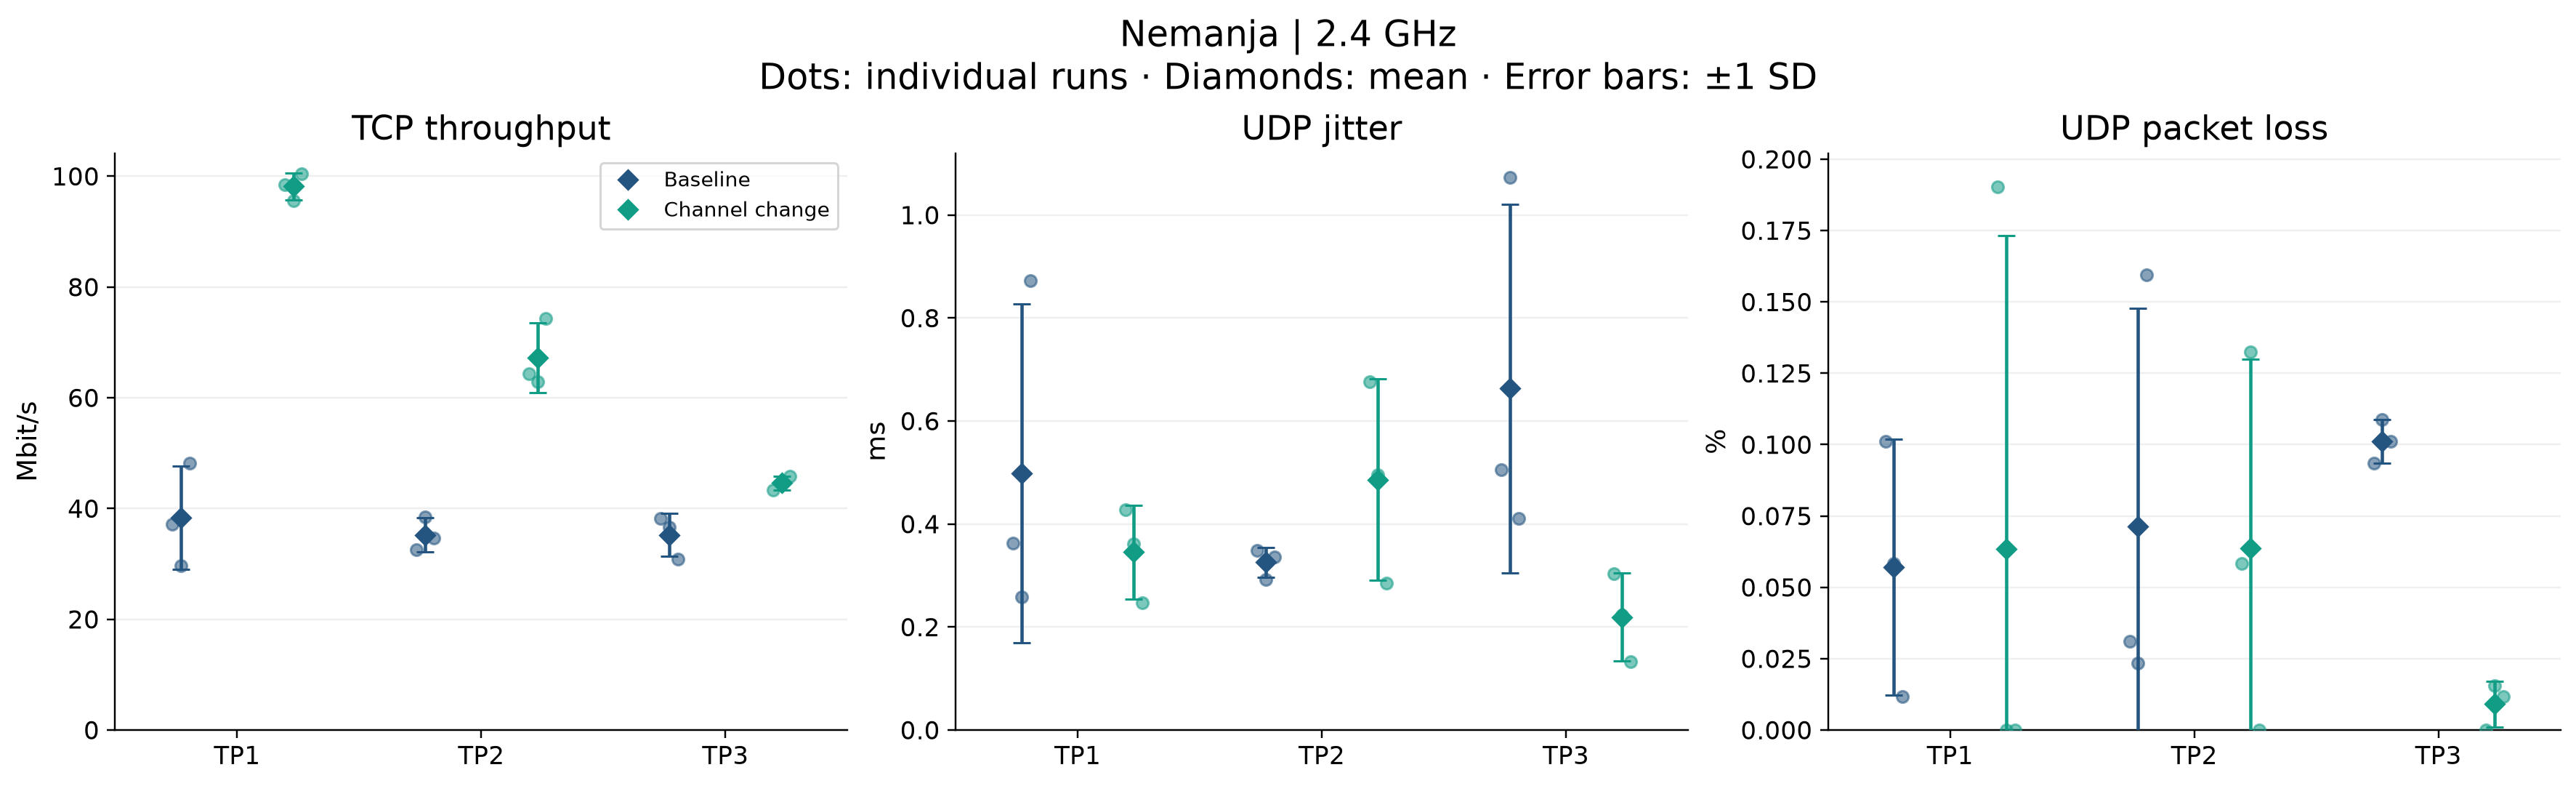 Nemanja | 2.4 GHz
Dots: individual runs · Diamonds: mean · Error bars: ±1 SD
TCP throughput
Mbit/s
100
80
60
40
20
0
Baseline
Channel change
TP1
TP2
TP3
UDP jitter
ms
1.0
0.8
0.6
0.4
0.2
0.0
TP1
TP2
TP3
UDP packet loss
%
0.200
0.175
0.150
0.125
0.100
0.075
0.050
0.025
0.000
TP1
TP2
TP3